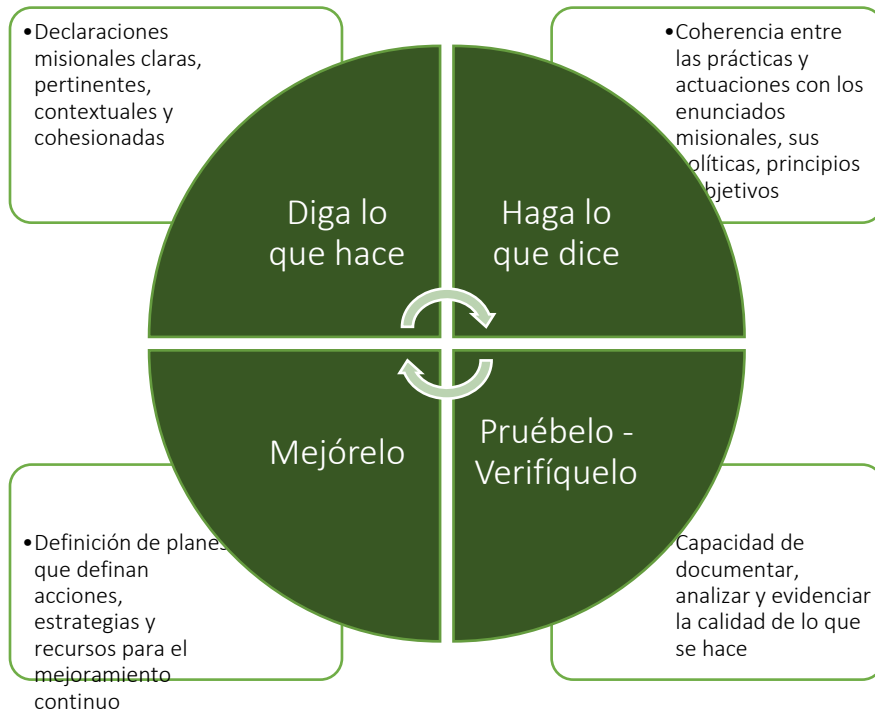 •Declaraciones
misionales claras,
pertinentes,
contextuales y
cohesionadas
•Coherencia entre
las prácticas y
actuaciones con los
enunciados
misionales, sus
olíticas, principios
bjetivos
Diga lo
que hace
Haga lo
que dice
Mejórelo
Pruébelo -
Verifíquelo
•Definición de planes
que definan
acciones,
estrategias y
recursos para el
mejoramiento
continuo
Capacidad de
documentar,
analizar y evidenciar
la calidad de lo que
se hace